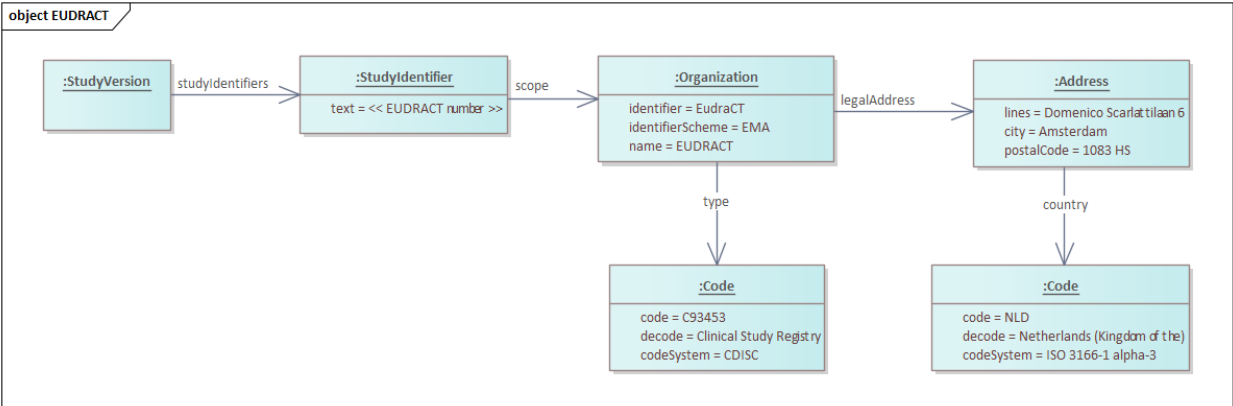 object EUDRACT
:StudyVersion
studyIdentifiers
:StudyIdentifier
text = << EUDRACT number >>
scope
:Organization
identifier = EudraCT
identifierScheme = EMA
name = EUDRACT
legalAddress
:Address
lines = Domenico Scarlattilaan 6
city = Amsterdam
postalCode = 1083 HS
type
country
:Code
code = C93453
decode = Clinical Study Registry
codeSystem = CDISC
:Code
code = NLD
decode = Netherlands (Kingdom of the)
codeSystem = ISO 3166-1 alpha-3